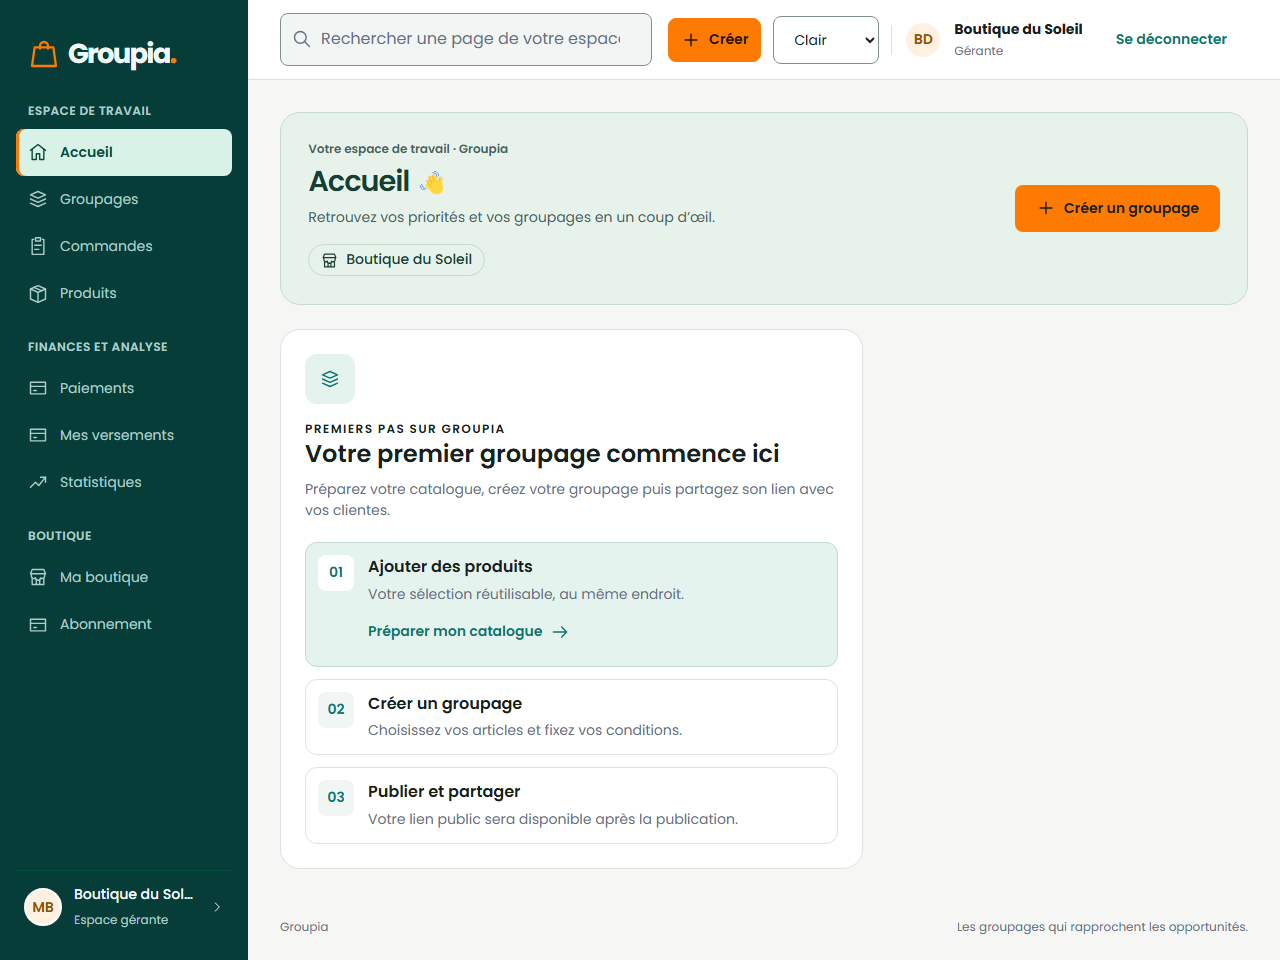 Groupia.
ESPACE DE TRAVAIL
Accueil
Groupages
Commandes
Produits
FINANCES ET ANALYSE
Paiements
Mes versements
Statistiques
BOUTIQUE
Ma boutique
Abonnement
MB
Boutique du Sol...
Espace gérante
Rechercher une page de votre espac
Créer
Clair
BD
Boutique du Soleil
Gérante
Se déconnecter
Votre espace de travail · Groupia
Accueil
Retrouvez vos priorités et vos groupages en un coup d’œil.
Boutique du Soleil
Créer un groupage
PREMIERS PAS SUR GROUPIA
Votre premier groupage commence ici
Préparez votre catalogue, créez votre groupage puis partagez son lien avec
vos clientes.
01
Ajouter des produits
Votre sélection réutilisable, au même endroit.
Préparer mon catalogue
02
Créer un groupage
Choisissez vos articles et fixez vos conditions.
03
Publier et partager
Votre lien public sera disponible après la publication.
Groupia
Les groupages qui rapprochent les opportunités.